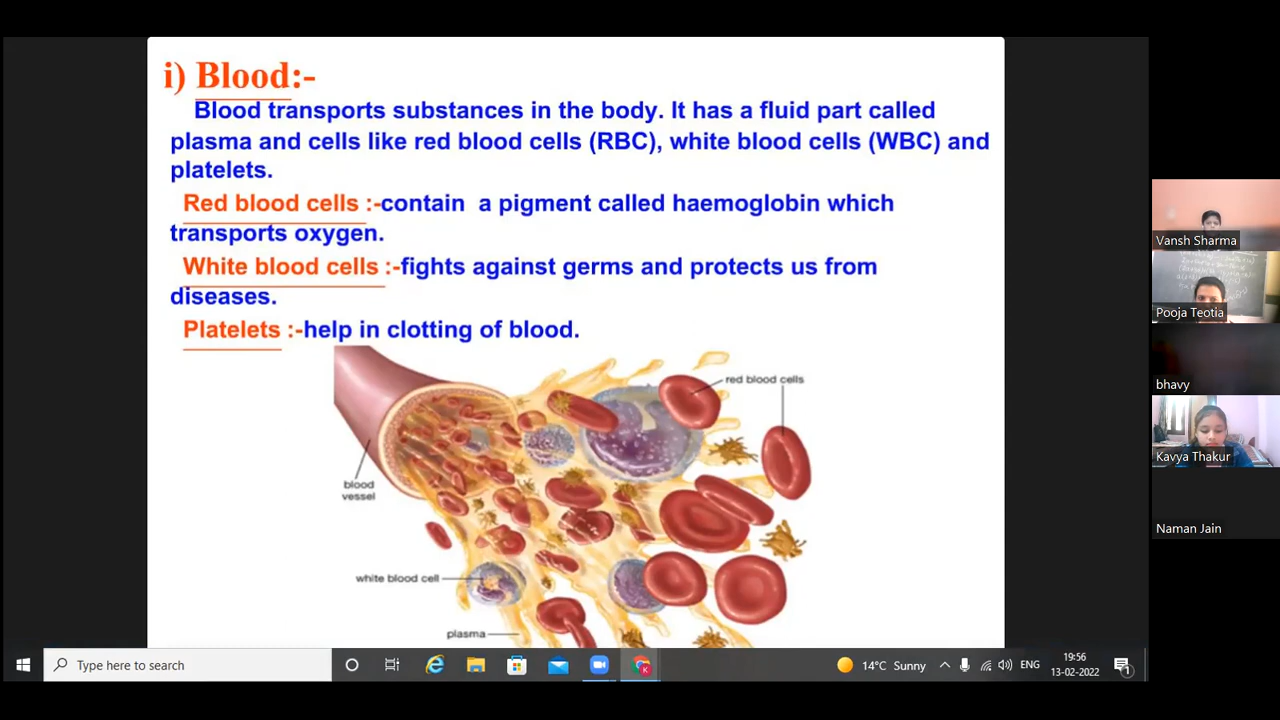 i) Blood:-
Blood transports substances in the body. It has a fluid part called
plasma and cells like red blood cells (RBC), white blood cells (WBC) and
platelets.
Red blood cells :-contain a pigment called haemoglobin which
transports oxygen.
White blood cells :-fights against germs and protects us from
diseases.
Platelets :-help in clotting of blood.
red blood cells
blood
vessel
white blood cell
plasma
Vansh Sharma
Pooja Teotia
bhavy
Kavya Thakur
Naman Jain
Type here to search
14°C Sunny
ENG
19:56
13-02-2022
1